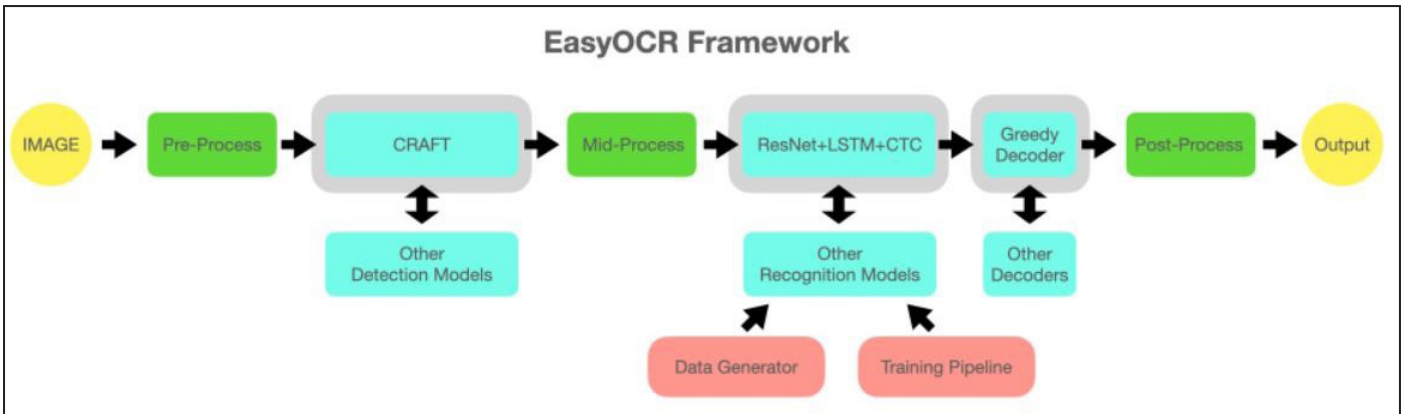 EasyOCR Framework
IMAGE
Pre-Process
CRAFT
Mid-Process
ResNet+LSTM+CTC
Greedy
Decoder
Post-Process
Output
Other
Detection Models
Other
Recognition Models
Other
Decoders
Data Generator
Training Pipeline